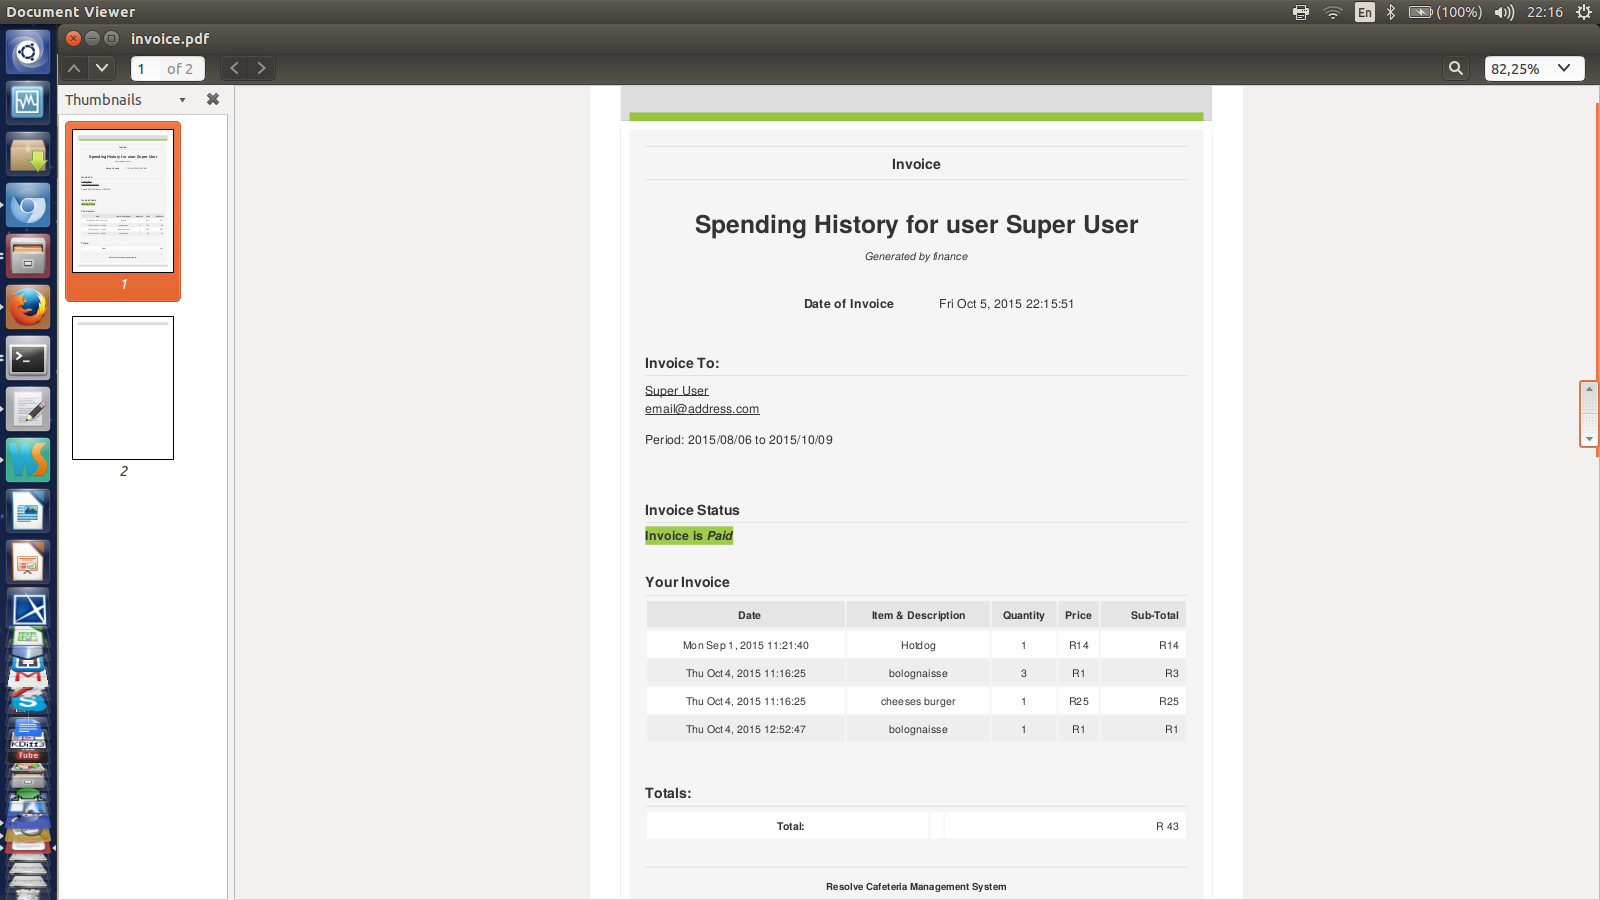 Document Viewer
En (100%) 22:16
invoice.pdf
1 of 2
82,25%
Thumbnails
1
2
Invoice
Spending History for user Super User
Generated by finance
Date of Invoice Fri Oct 5, 2015 22:15:51
Invoice To:
Super User
email@address.com
Period: 2015/08/06 to 2015/10/09
Invoice Status
Invoice is Paid
Your Invoice
Date Item & Description Quantity Price Sub-Total
Mon Sep 1, 2015 11:21:40 Hotdog 1 R14 R14
Thu Oct 4, 2015 11:16:25 bolognaisse 3 R1 R3
Thu Oct 4, 2015 11:16:25 cheeses burger 1 R25 R25
Thu Oct 4, 2015 12:52:47 bolognaisse 1 R1 R1
Totals:
Total: R 43
Resolve Cafeteria Management System